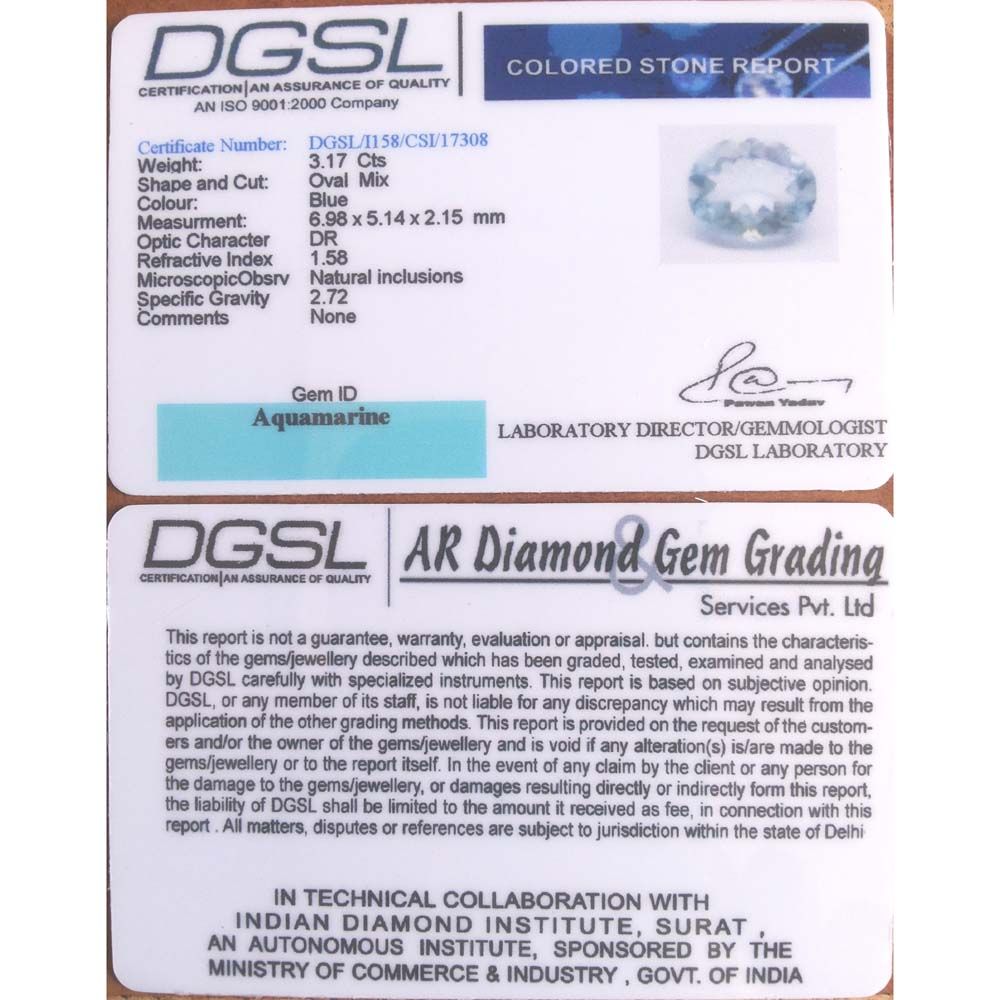 DGSL
CERTIFICATION|AN ASSURANCE OF QUALITY
AN ISO 9001:2000 Company
COLORED STONE REPORT
Certificate Number: DGSL/I158/CSI/17308
Weight: 3.17 Cts
Shape and Cut: Oval Mix
Colour: Blue
Measurment: 6.98 x 5.14 x 2.15 mm
Optic Character DR
Refractive Index 1.58
MicroscopicObsrv Natural inclusions
Specific Gravity 2.72
Comments None
Gem ID
Aquamarine
Pawan Yadav
LABORATORY DIRECTOR/GEMMOLOGIST
DGSL LABORATORY
DGSL
CERTIFICATION|AN ASSURANCE OF QUALITY
AR Diamond & Gem Grading
Services Pvt. Ltd
This report is not a guarantee, warranty, evaluation or appraisal. but contains the characteris-
tics of the gems/jewellery described which has been graded, tested, examined and analysed
by DGSL carefully with specialized instruments. This report is based on subjective opinion.
DGSL, or any member of its staff, is not liable for any discrepancy which may result from the
application of the other grading methods. This report is provided on the request of the custom-
ers and/or the owner of the gems/jewellery and is void if any alteration(s) is/are made to the
gems/jewellery or to the report itself. In the event of any claim by the client or any person for
the damage to the gems/jewellery, or damages resulting directly or indirectly form this report,
the liability of DGSL shall be limited to the amount it received as fee, in connection with this
report . All matters, disputes or references are subject to jurisdiction within the state of Delhi
IN TECHNICAL COLLABORATION WITH
INDIAN DIAMOND INSTITUTE, SURAT ,
AN AUTONOMOUS INSTITUTE, SPONSORED BY THE
MINISTRY OF COMMERCE & INDUSTRY , GOVT. OF INDIA